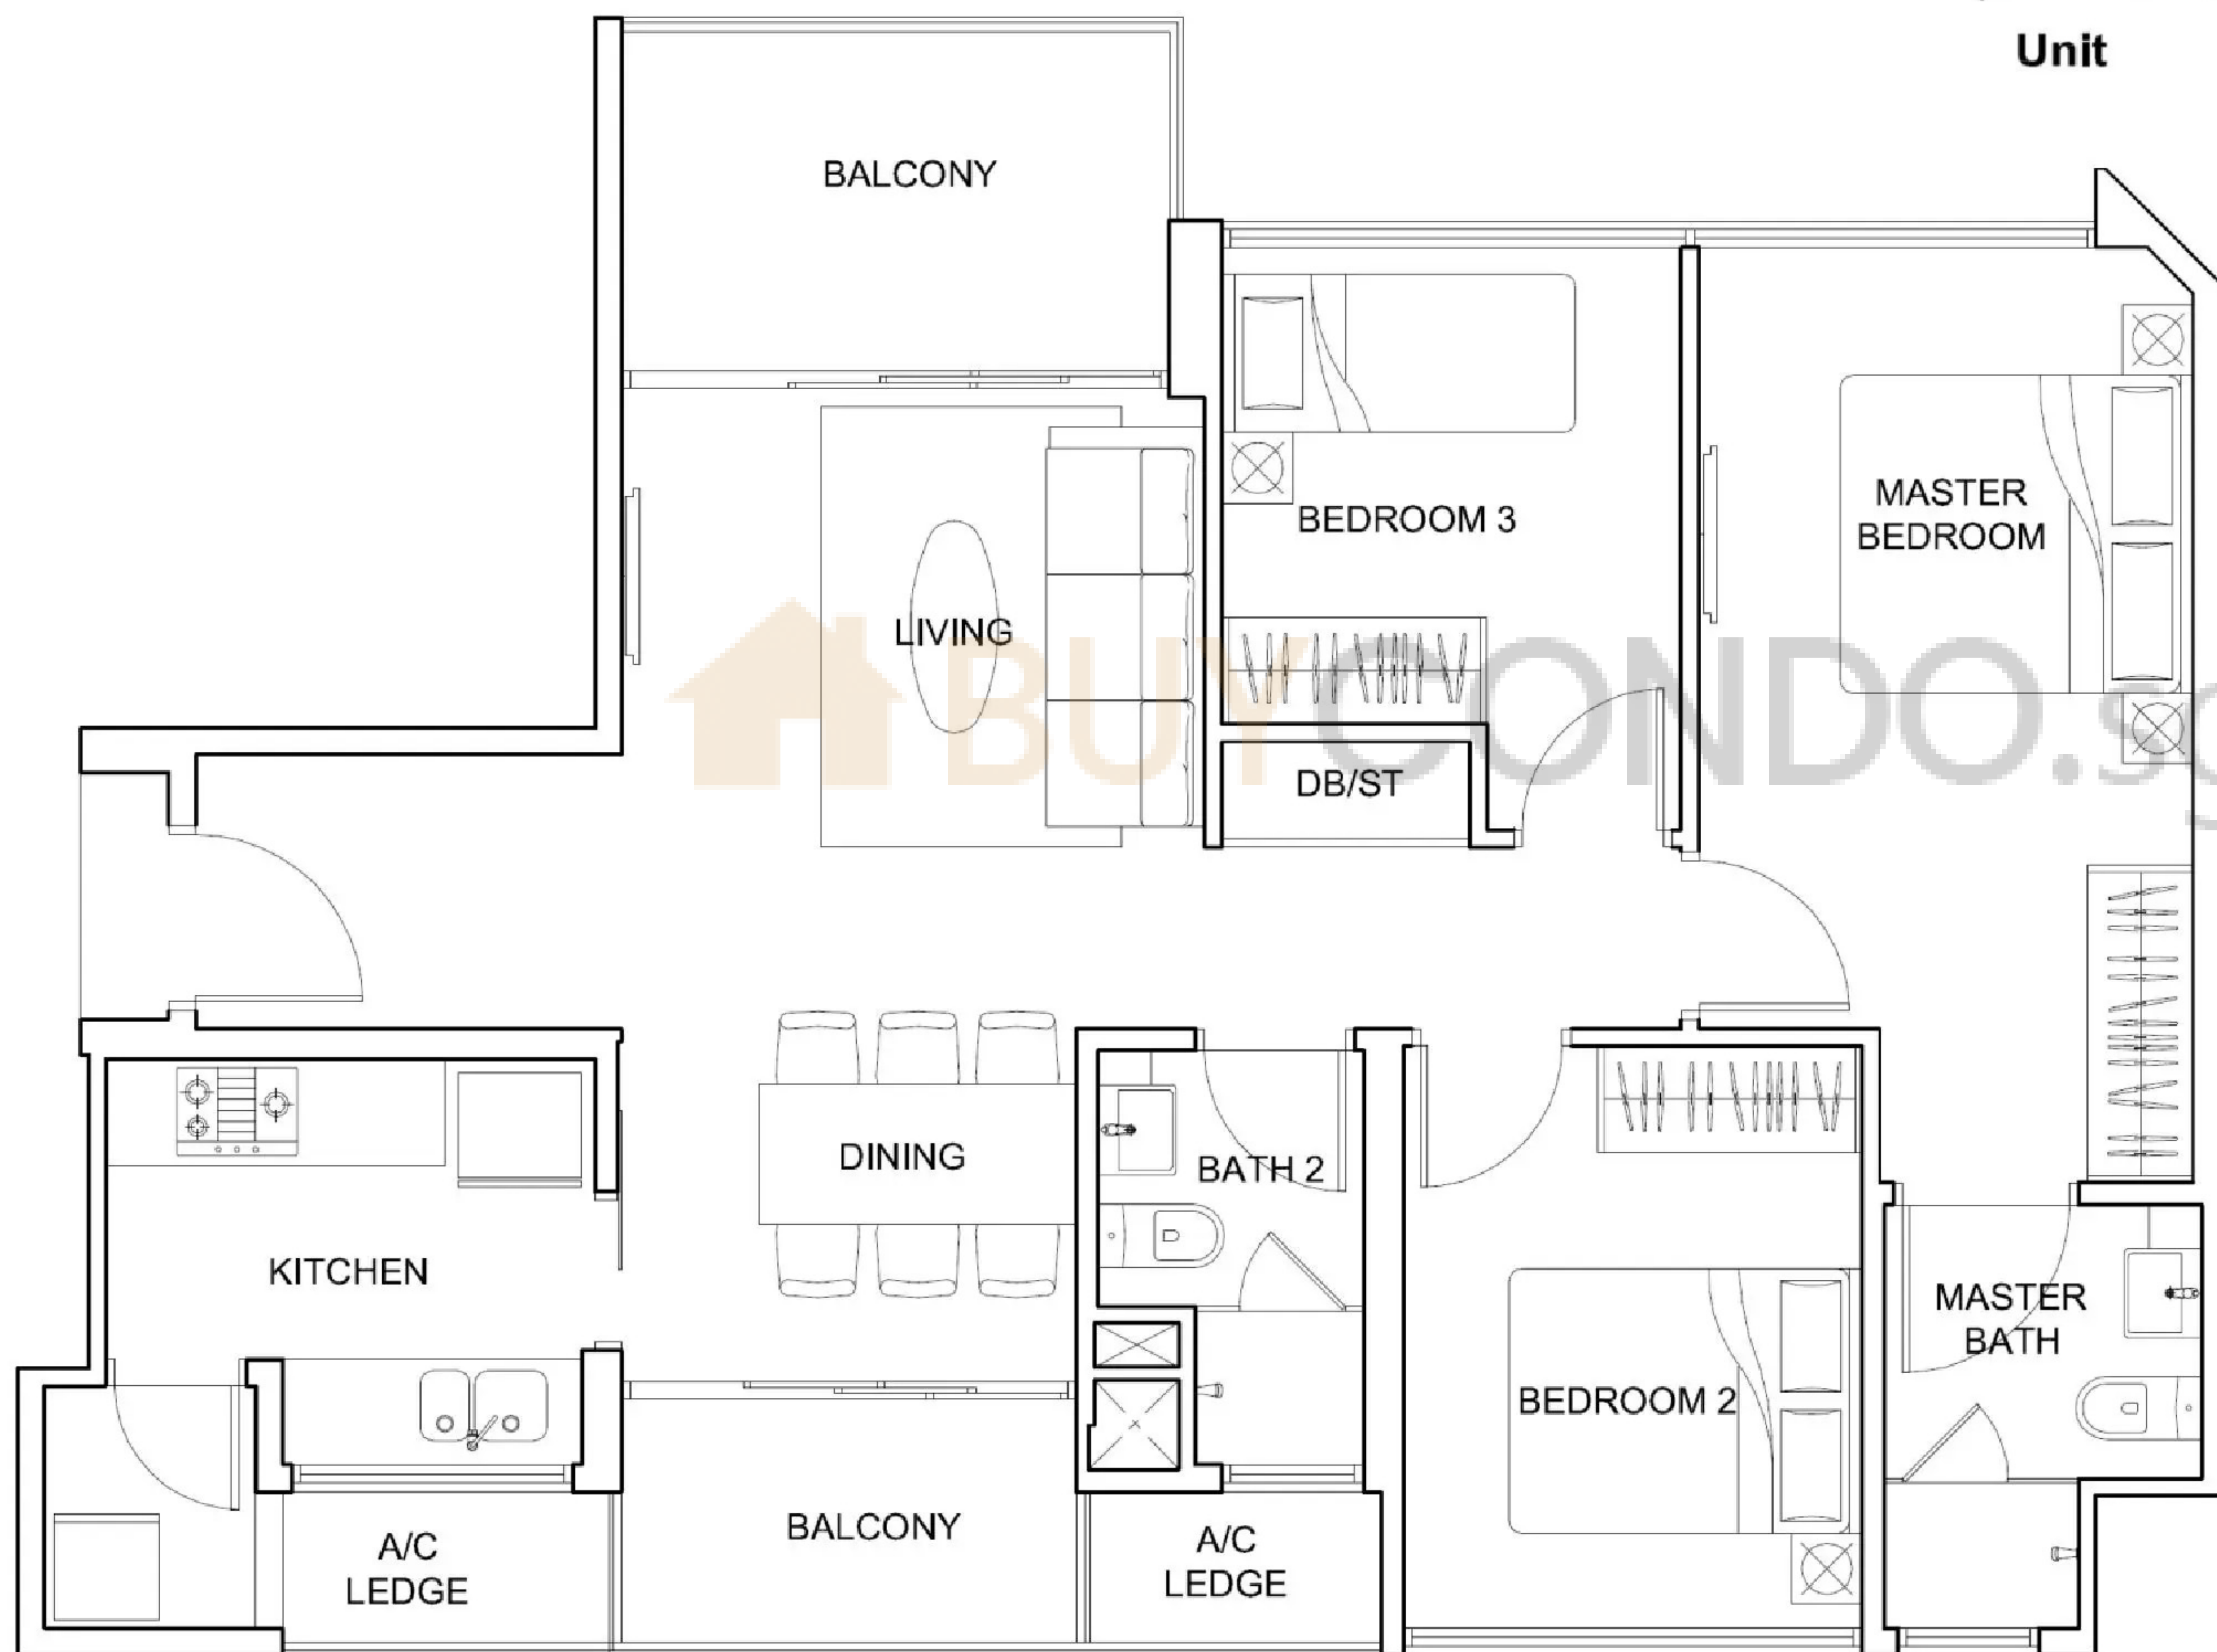 Unit
BALCONY
MASTER
BEDROOM
BEDROOM 3
LIVING
BUYCONDO.sg
DB/ST
DINING
BATH 2
KITCHEN
MASTER
BATH
BEDROOM 2
BALCONY
A/C
LEDGE
A/C
LEDGE